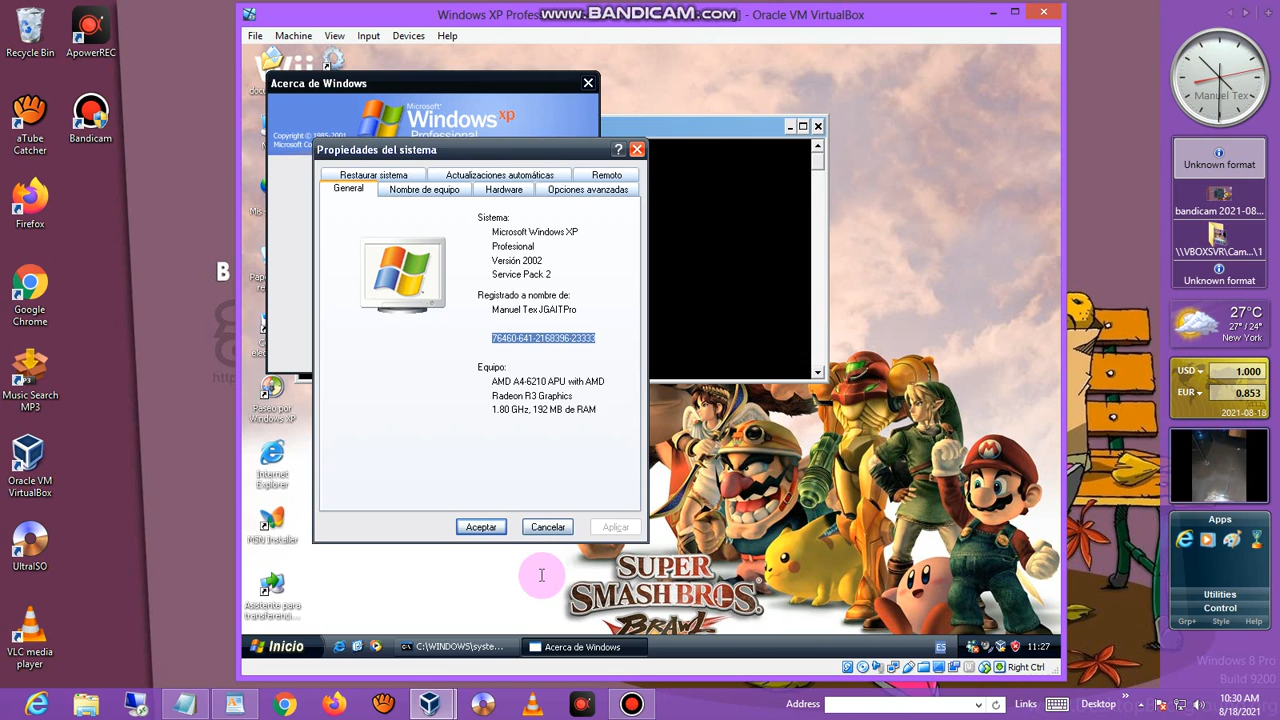 Recycle Bin
ApowerREC
aTube
Catcher
Bandicam
Firefox
Google
Chrome
Music Search
MP3
Oracle VM
VirtualBox
UltraISO
VLC media
player
Windows XP Profes
www.BANDICAM.com
- Oracle VM VirtualBox
File Machine View Input Devices Help
Wii
Acerca de Windows
Copyright © 1985-2001
Microsoft Co
Microsoft
Windows xp
Professional
Propiedades del sistema
Restaurar sistema Actualizaciones automáticas Remoto
General Nombre de equipo Hardware Opciones avanzadas
Sistema:
Microsoft Windows XP
Profesional
Versión 2002
Service Pack 2
Registrado a nombre de:
Manuel Tex JGAITPro
76460-641-2168396-23333
Equipo:
AMD A4-6210 APU with AMD
Radeon R3 Graphics
1.80 GHz, 192 MB de RAM
Aceptar Cancelar Aplicar
Paseo por
Windows XP
Internet
Explorer
MSN Installer
Asistente para
transferenci...
SUPER
SMASH BROS.
BRAWL
Inicio
C:\WINDOWS\syste...
Acerca de Windows
ES
11:27
Right Ctrl
B
Manuel Tex
Unknown format
bandicam 2021-08...
\\VBOXSVR\Cam...\1
Unknown format
27°C
27° / 24°
New York
USD 1.000
EUR 0.853
2021-08-18
Apps
Utilities
Control
Grp+ Style Help
Windows 8 Pro
Build 9200
Address
Links
Desktop
10:30 AM
8/18/2021